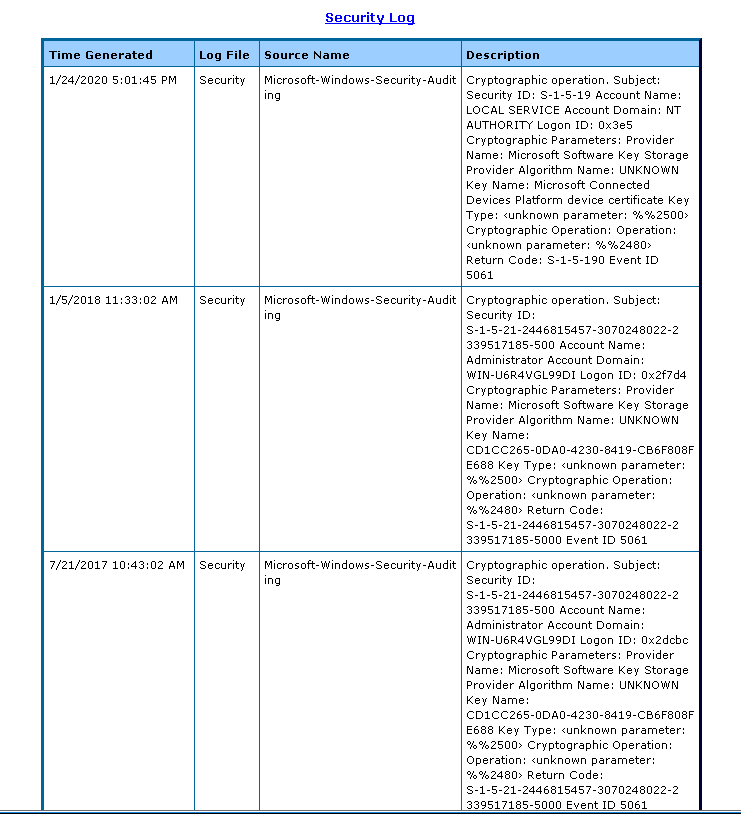 Security Log
Time Generated Log File Source Name Description
1/24/2020 5:01:45 PM Security Microsoft-Windows-Security-Audit Cryptographic operation. Subject:
ing Security ID: S-1-5-19 Account Name:
LOCAL SERVICE Account Domain: NT
AUTHORITY Logon ID: 0x3e5
Cryptographic Parameters: Provider
Name: Microsoft Software Key Storage
Provider Algorithm Name: UNKNOWN
Key Name: Microsoft Connected
Devices Platform device certificate Key
Type: <unknown parameter: %%2500>
Cryptographic Operation: Operation:
<unknown parameter: %%2480>
Return Code: S-1-5-190 Event ID
5061
1/5/2018 11:33:02 AM Security Microsoft-Windows-Security-Audit Cryptographic operation. Subject:
ing Security ID:
S-1-5-21-2446815457-3070248022-2
339517185-500 Account Name:
Administrator Account Domain:
WIN-U6R4VGL99DI Logon ID: 0x2f7d4
Cryptographic Parameters: Provider
Name: Microsoft Software Key Storage
Provider Algorithm Name: UNKNOWN
Key Name:
CD1CC265-0DA0-4230-8419-CB6F808F
E688 Key Type: <unknown parameter:
%%2500> Cryptographic Operation:
Operation: <unknown parameter:
%%2480> Return Code:
S-1-5-21-2446815457-3070248022-2
339517185-5000 Event ID 5061
7/21/2017 10:43:02 AM Security Microsoft-Windows-Security-Audit Cryptographic operation. Subject:
ing Security ID:
S-1-5-21-2446815457-3070248022-2
339517185-500 Account Name:
Administrator Account Domain:
WIN-U6R4VGL99DI Logon ID: 0x2dcbc
Cryptographic Parameters: Provider
Name: Microsoft Software Key Storage
Provider Algorithm Name: UNKNOWN
Key Name:
CD1CC265-0DA0-4230-8419-CB6F808F
E688 Key Type: <unknown parameter:
%%2500> Cryptographic Operation:
Operation: <unknown parameter:
%%2480> Return Code:
S-1-5-21-2446815457-3070248022-2
339517185-5000 Event ID 5061